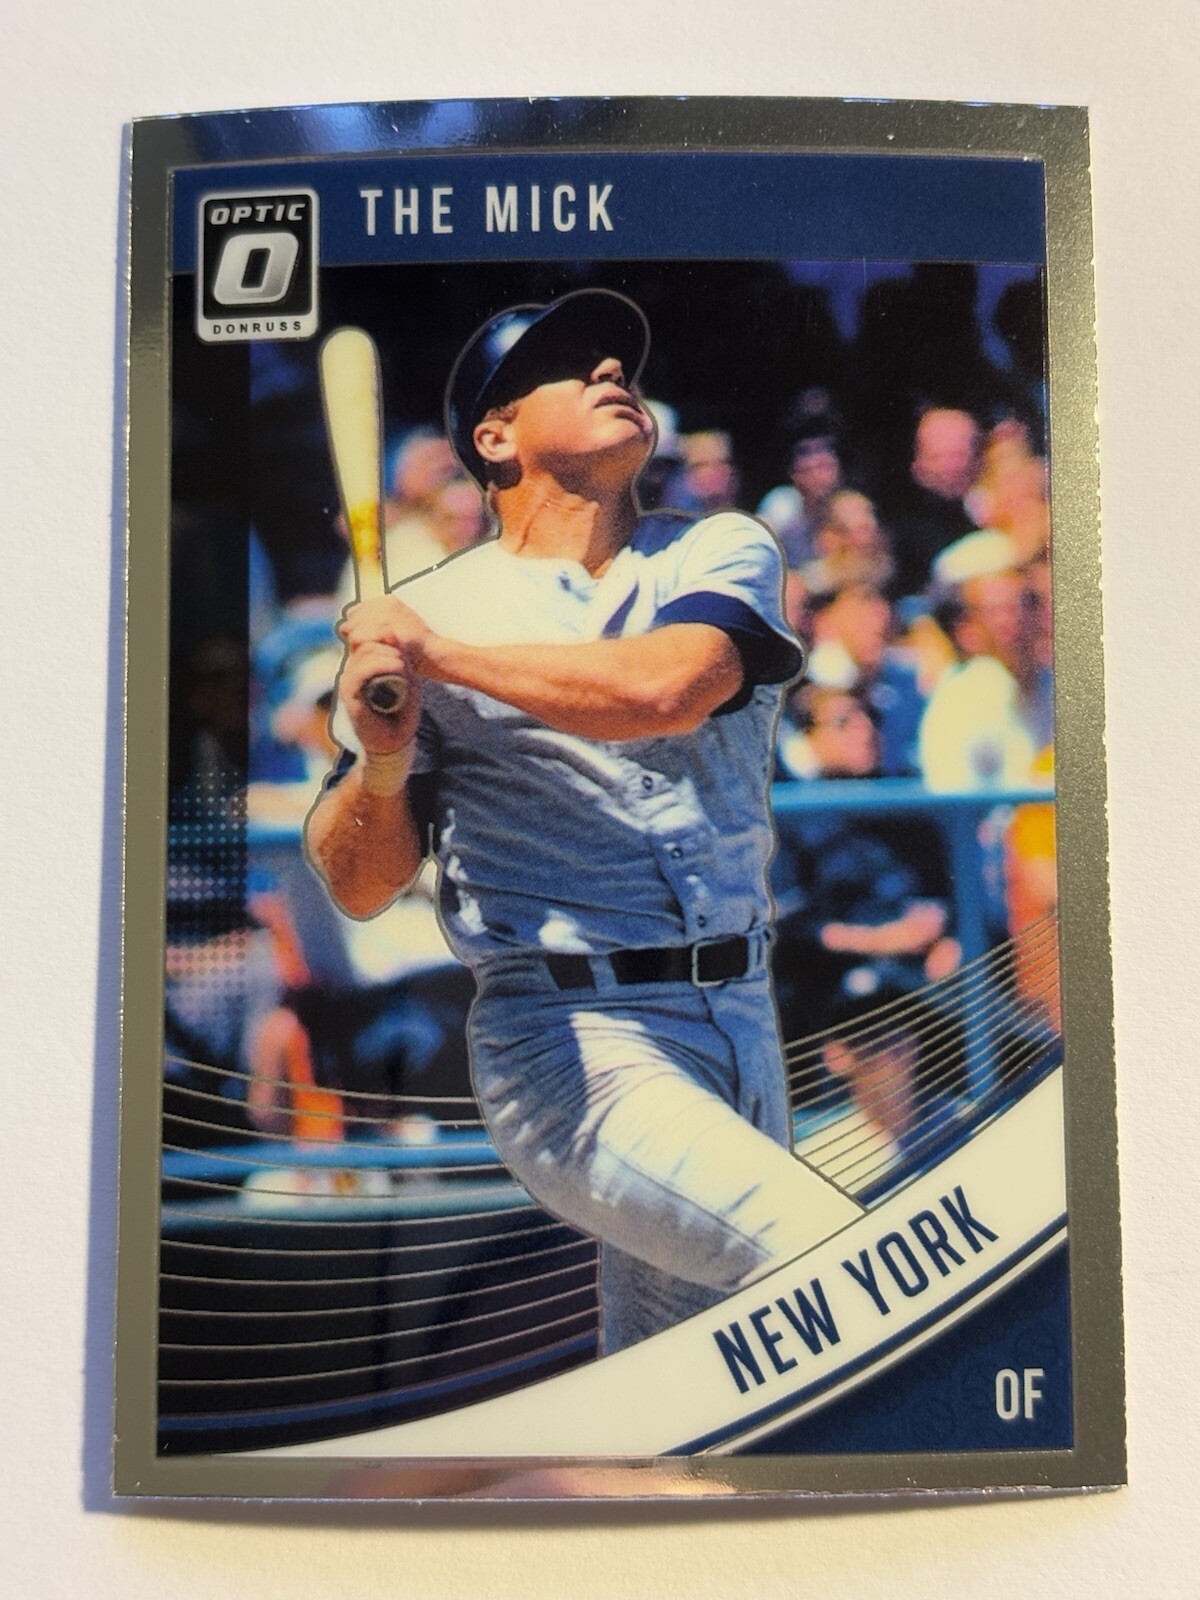 OPTIC
O
DONRUSS
THE MICK
NEW YORK
OF